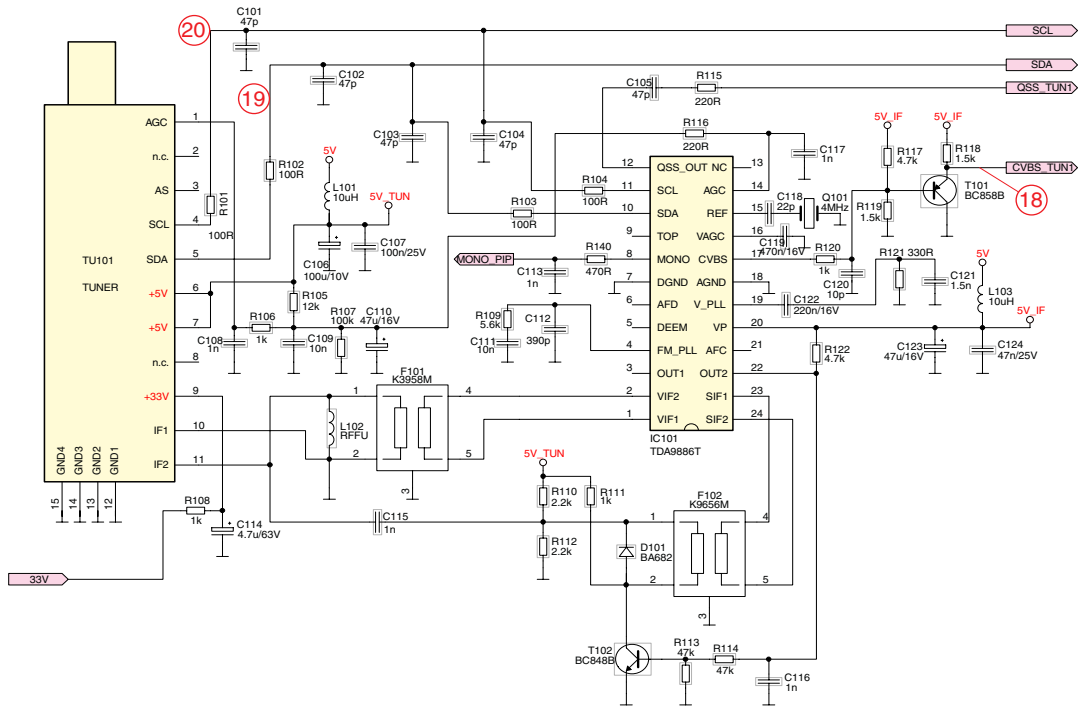 20
C101
47p
SCL
C102
47p
SDA
19
C105
47p
R115
220R
QSS_TUN1
AGC
1
n.c.
2
AS
3
SCL
4
R101
100R
SDA
5
TU101
TUNER
+5V
6
+5V
7
n.c.
8
+33V
9
IF1
10
IF2
11
GND4
GND3
GND2
GND1
15
14
13
12
R102
100R
5V
L101
10uH
5V_TUN
C106
100u/10V
C107
100n/25V
C103
47p
C104
47p
R104
100R
R103
100R
R116
220R
C117
1n
5V_IF
R117
4.7k
5V_IF
R118
1.5k
CVBS_TUN1
T101
BC858B
18
R119
1.5k
12
QSS_OUT
NC
13
11
SCL
AGC
14
10
SDA
REF
15
9
TOP
VAGC
16
8
MONO
CVBS
17
7
DGND
AGND
18
6
AFD
V_PLL
19
5
DEEM
VP
20
4
FM_PLL
AFC
21
3
OUT1
OUT2
22
2
VIF2
SIF1
23
1
VIF1
SIF2
24
IC101
TDA9886T
C118
22p
Q101
4MHz
C119
470n/16V
R120
1k
C120
10p
R121
330R
C121
1.5n
C122
220n/16V
5V
L103
10uH
5V_IF
C123
47u/16V
C124
47n/25V
R122
4.7k
MONO_PIP
R140
470R
C113
1n
R105
12k
R106
1k
C108
1n
C109
10n
R107
100k
C110
47u/16V
R109
5.6k
C111
10n
C112
390p
F101
K3958M
1
4
2
5
3
L102
RFFU
R108
1k
C114
4.7u/63V
33V
C115
1n
5V_TUN
R110
2.2k
R111
1k
R112
2.2k
D101
BA682
F102
K9656M
1
4
2
5
3
T102
BC848B
R113
47k
R114
47k
C116
1n